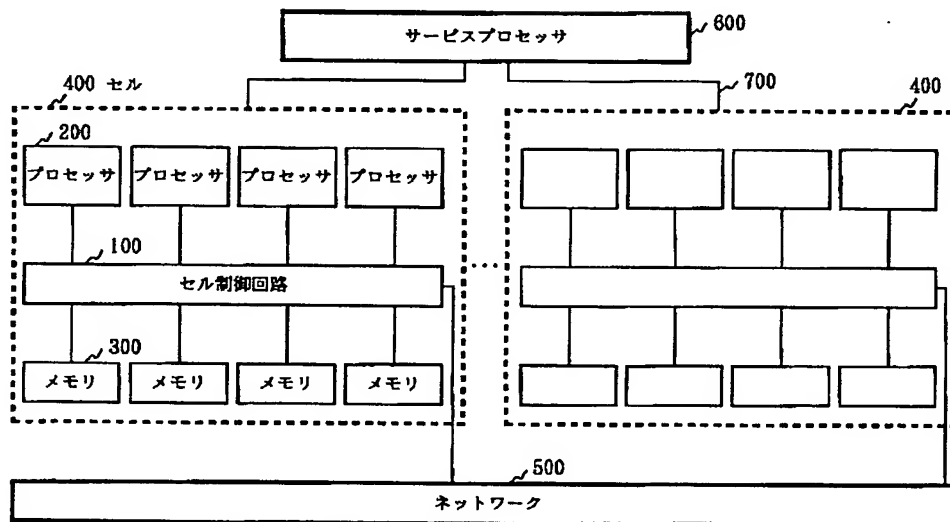 サービスプロセッサ
600
400 セル
700
400
200
プロセッサ
プロセッサ
プロセッサ
プロセッサ
100
セル制御回路
...
300
メモリ
メモリ
メモリ
メモリ
500
ネットワーク